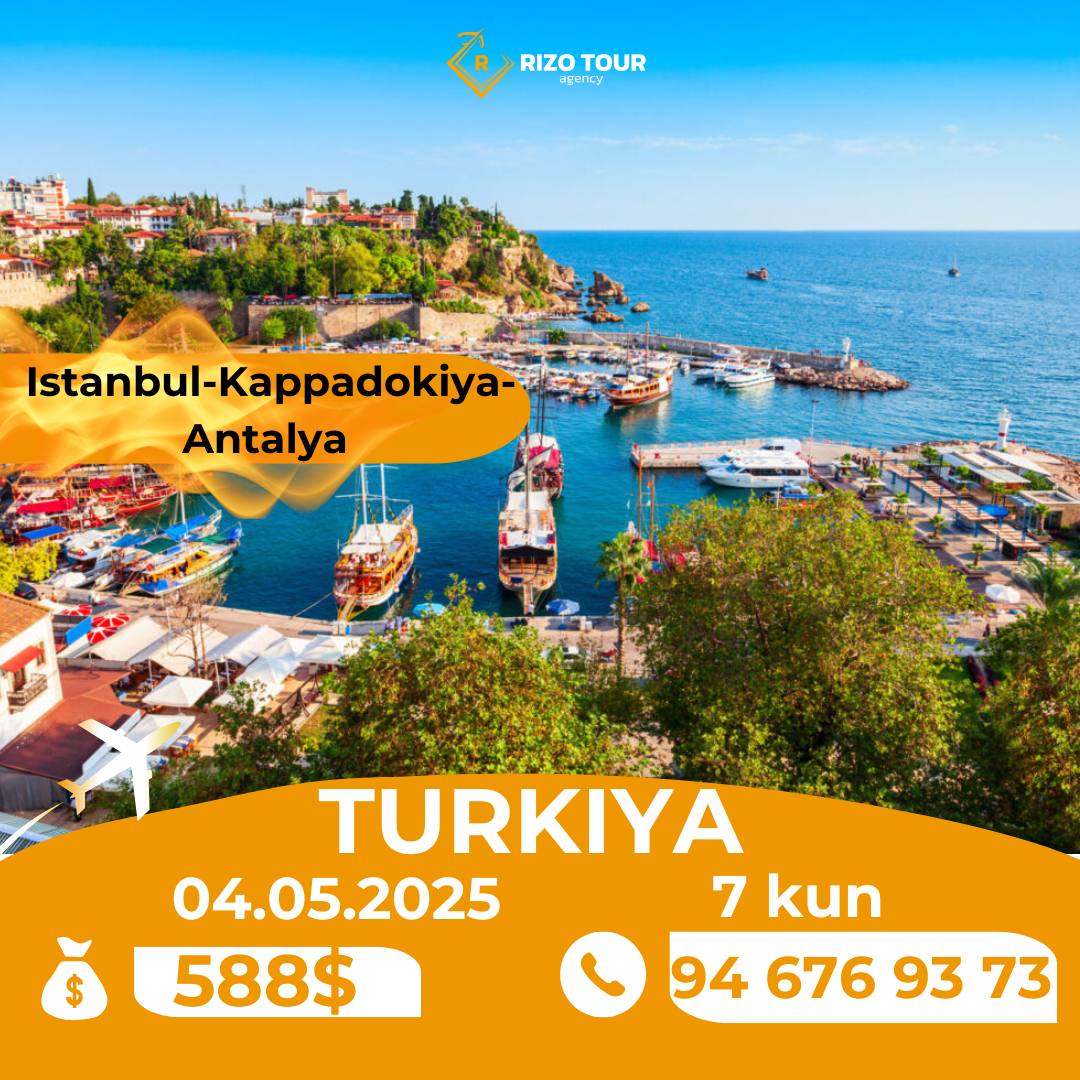 R
RIZO TOUR
agency
Istanbul-Kappadokiya-
Antalya
TURKIYA
04.05.2025
7 kun
$
588$
94 676 93 73